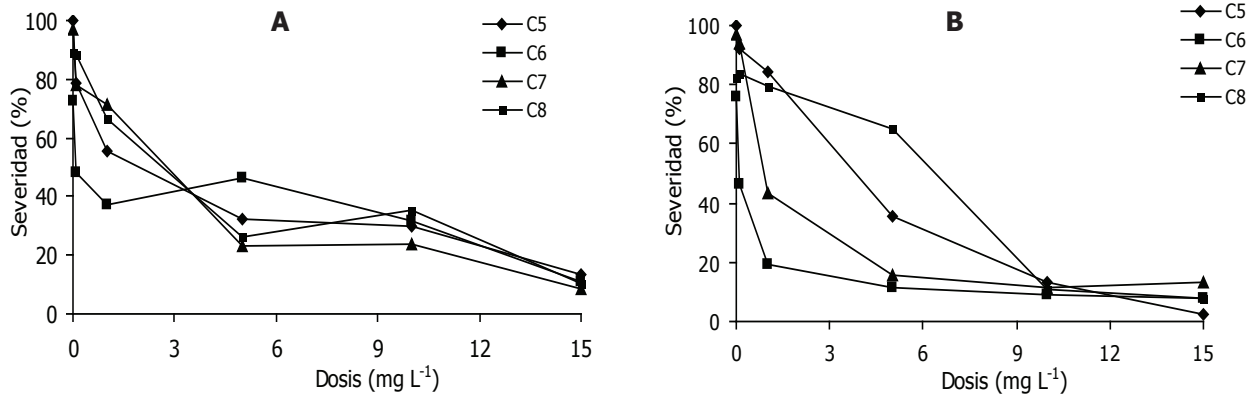 A
100
80
60
40
20
0
Severidad (%)
0 3 6 9 12 15
Dosis (mg L-1)
C5
C6
C7
C8
B
100
80
60
40
20
0
Severidad (%)
0 3 6 9 12 15
Dosis (mg L-1)
C5
C6
C7
C8